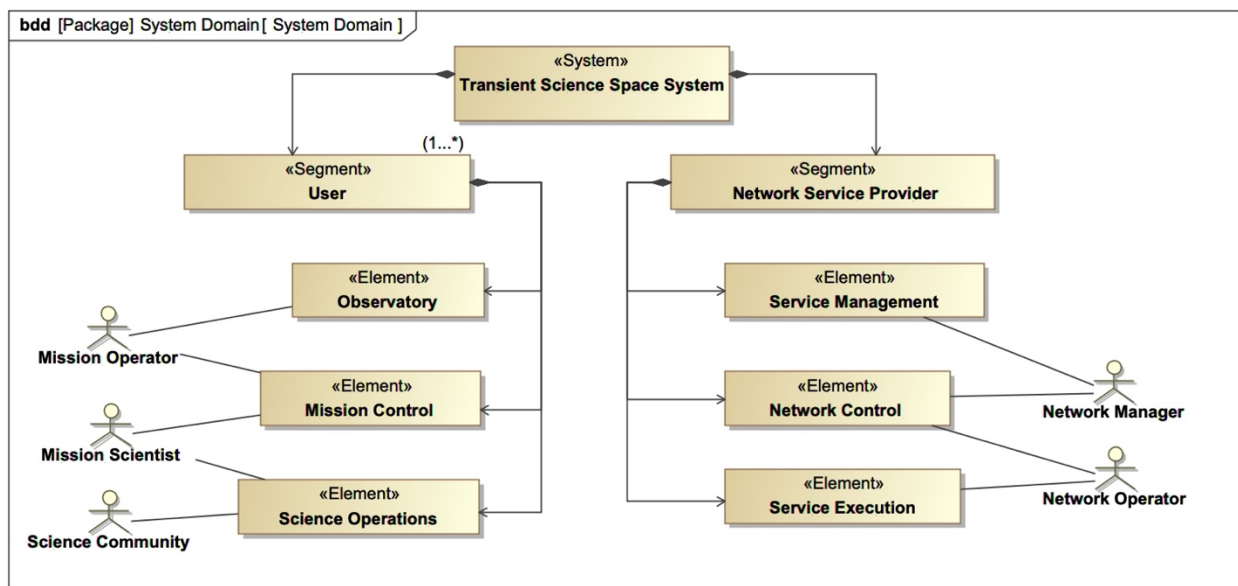 bdd [Package] System Domain[ System Domain ]
«System»
Transient Science Space System
(1...*)
«Segment»
User
«Segment»
Network Service Provider
«Element»
Observatory
«Element»
Service Management
Mission Operator
«Element»
Mission Control
«Element»
Network Control
Network Manager
Mission Scientist
«Element»
Science Operations
«Element»
Service Execution
Network Operator
Science Community